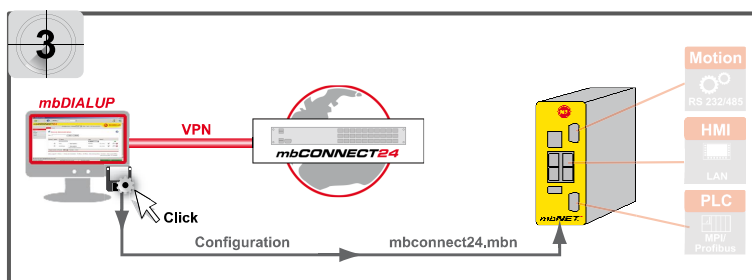 3
mbDIALUP
VPN
mbCONNECT24
Click
Configuration
mbconnect24.mbn
mbNET
Motion
RS 232/485
HMI
LAN
PLC
MPI/
Profibus